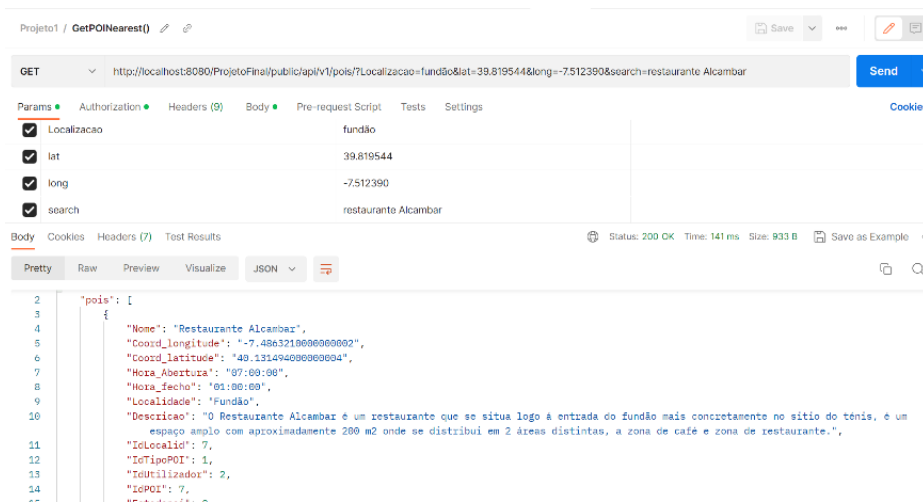 Projeto1 / GetPOINearest()
Save
GET http://localhost:8080/ProjetoFinal/public/api/v1/pois/?Localizacao=fundão&lat=39.819544&long=-7.512390&search=restaurante Alcambar Send
Params Authorization Headers (9) Body Pre-request Script Tests Settings Cookie
Localizacao fundão
lat 39.819544
long -7.512390
search restaurante Alcambar
Body Cookies Headers (7) Test Results Status: 200 OK Time: 141 ms Size: 933 B Save as Example
Pretty Raw Preview Visualize JSON
2 "pois": [
3 {
4 "Nome": "Restaurante Alcambar",
5 "Coord_longitude": "-7.4863210000000002",
6 "Coord_latitude": "40.131494000000004",
7 "Hora_Abertura": "07:00:00",
8 "Hora_fecho": "01:00:00",
9 "Localidade": "Fundão",
10 "Descricao": "O Restaurante Alcambar é um restaurante que se situa logo á entrada do fundão mais concretamente no sítio do ténis, é um
espaço amplo com aproximadamente 200 m2 onde se distribui em 2 áreas distintas, a zona de café e zona de restaurante.",
11 "IdLocalid": 7,
12 "IdTipoPOI": 1,
13 "IdUtilizador": 2,
14 "IdPOI": 7,